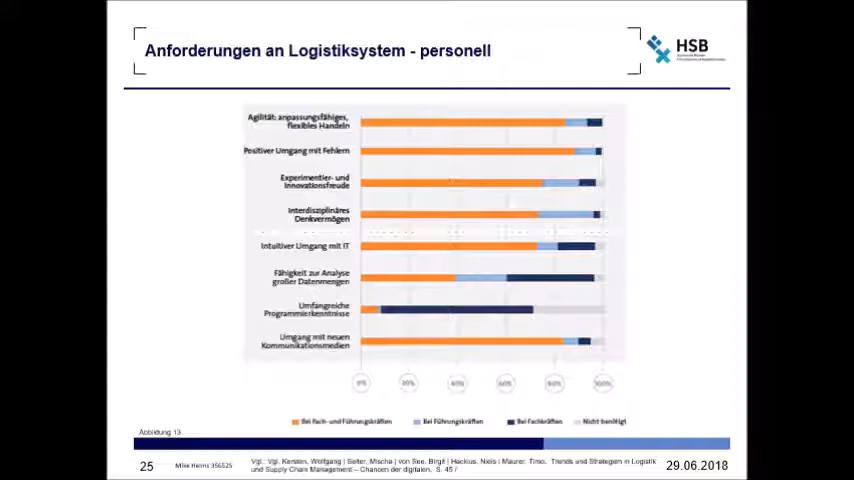 Anforderungen an Logistiksystem - personell
HSB
Agilität: anpassungsfähiges,
flexibles Handeln
Positiver Umgang mit Fehlern
Experimentier- und
Innovationsfreude
Interdisziplinäres
Denkvermögen
Intuitiver Umgang mit IT
Fähigkeit zur Analyse
großer Datenmengen
Umfangreiche
Programmierkenntnisse
Umgang mit neuen
Kommunikationsmedien
0% 20% 40% 60% 80% 100%
Bei Fach- und Führungskräften Bei Führungskräften Bei Fachkräften Nicht benötigt
Abbildung 13
25 Mike Heims 356525 Vgl.: Vgl. Kersten, Wolfgang | Seiter, Mischa | von See, Birgit | Hackius, Niels | Maurer, Timo, Trends und Strategien in Logistik
und Supply Chain Management – Chancen der digitalen, S. 45 / 29.06.2018